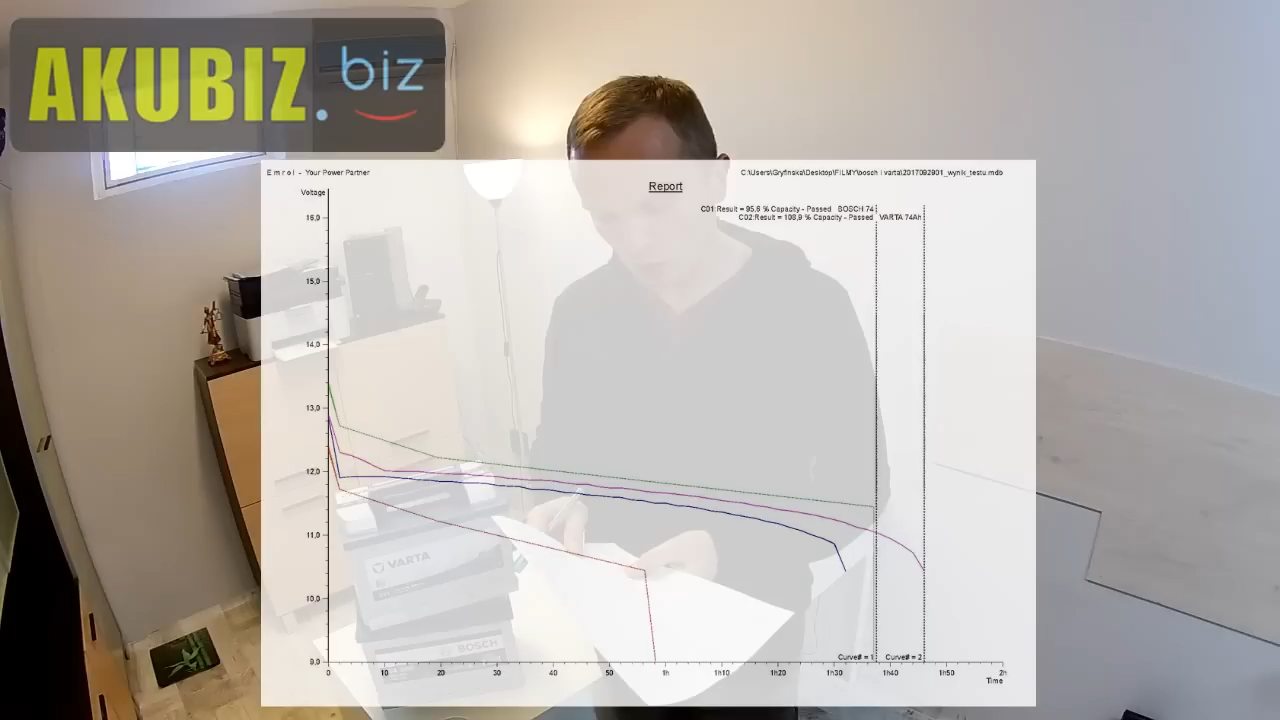 AKUBIZ.biz
Emrol - Your Power Partner
C:\Users\Gryfinska\Desktop\FILMY\bosch i varta\2017092901_wynik_testu.mdb
Report
Voltage
C01:Result = 95,6 % Capacity - Passed BOSCH 74
C02:Result = 108,9 % Capacity - Passed VARTA 74Ah
16,0
15,0
14,0
13,0
12,0
11,0
10,0
9,0
VARTA
BOSCH
Curve# = 1
Curve# = 2
0 10 20 30 40 50 1h 1h10 1h20 1h30 1h40 1h50 2h
Time